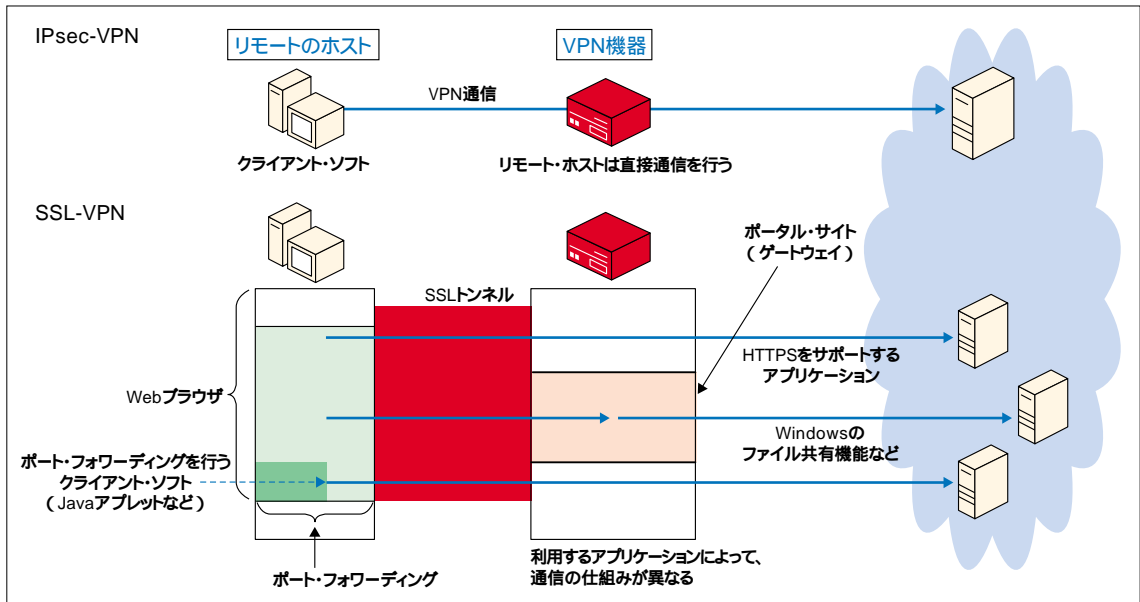 IPsec-VPN
リモートのホスト
VPN機器
VPN通信
クライアント・ソフト
リモート・ホストは直接通信を行う
SSL-VPN
ポータル・サイト
（ゲートウェイ）
SSLトンネル
HTTPSをサポートする
アプリケーション
Webブラウザ
Windowsの
ファイル共有機能など
ポート・フォワーディングを行う
クライアント・ソフト
（Javaアプレットなど）
ポート・フォワーディング
利用するアプリケーションによって、
通信の仕組みが異なる